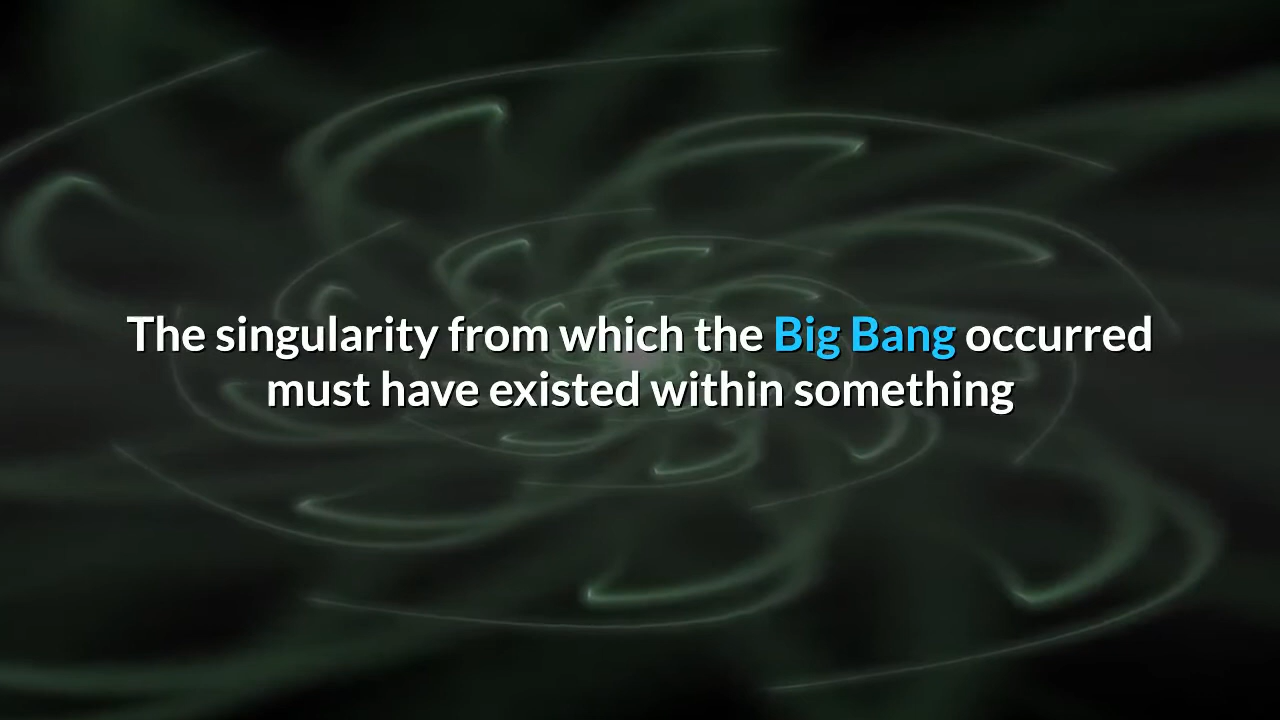 The singularity from which the Big Bang occurred
must have existed within something